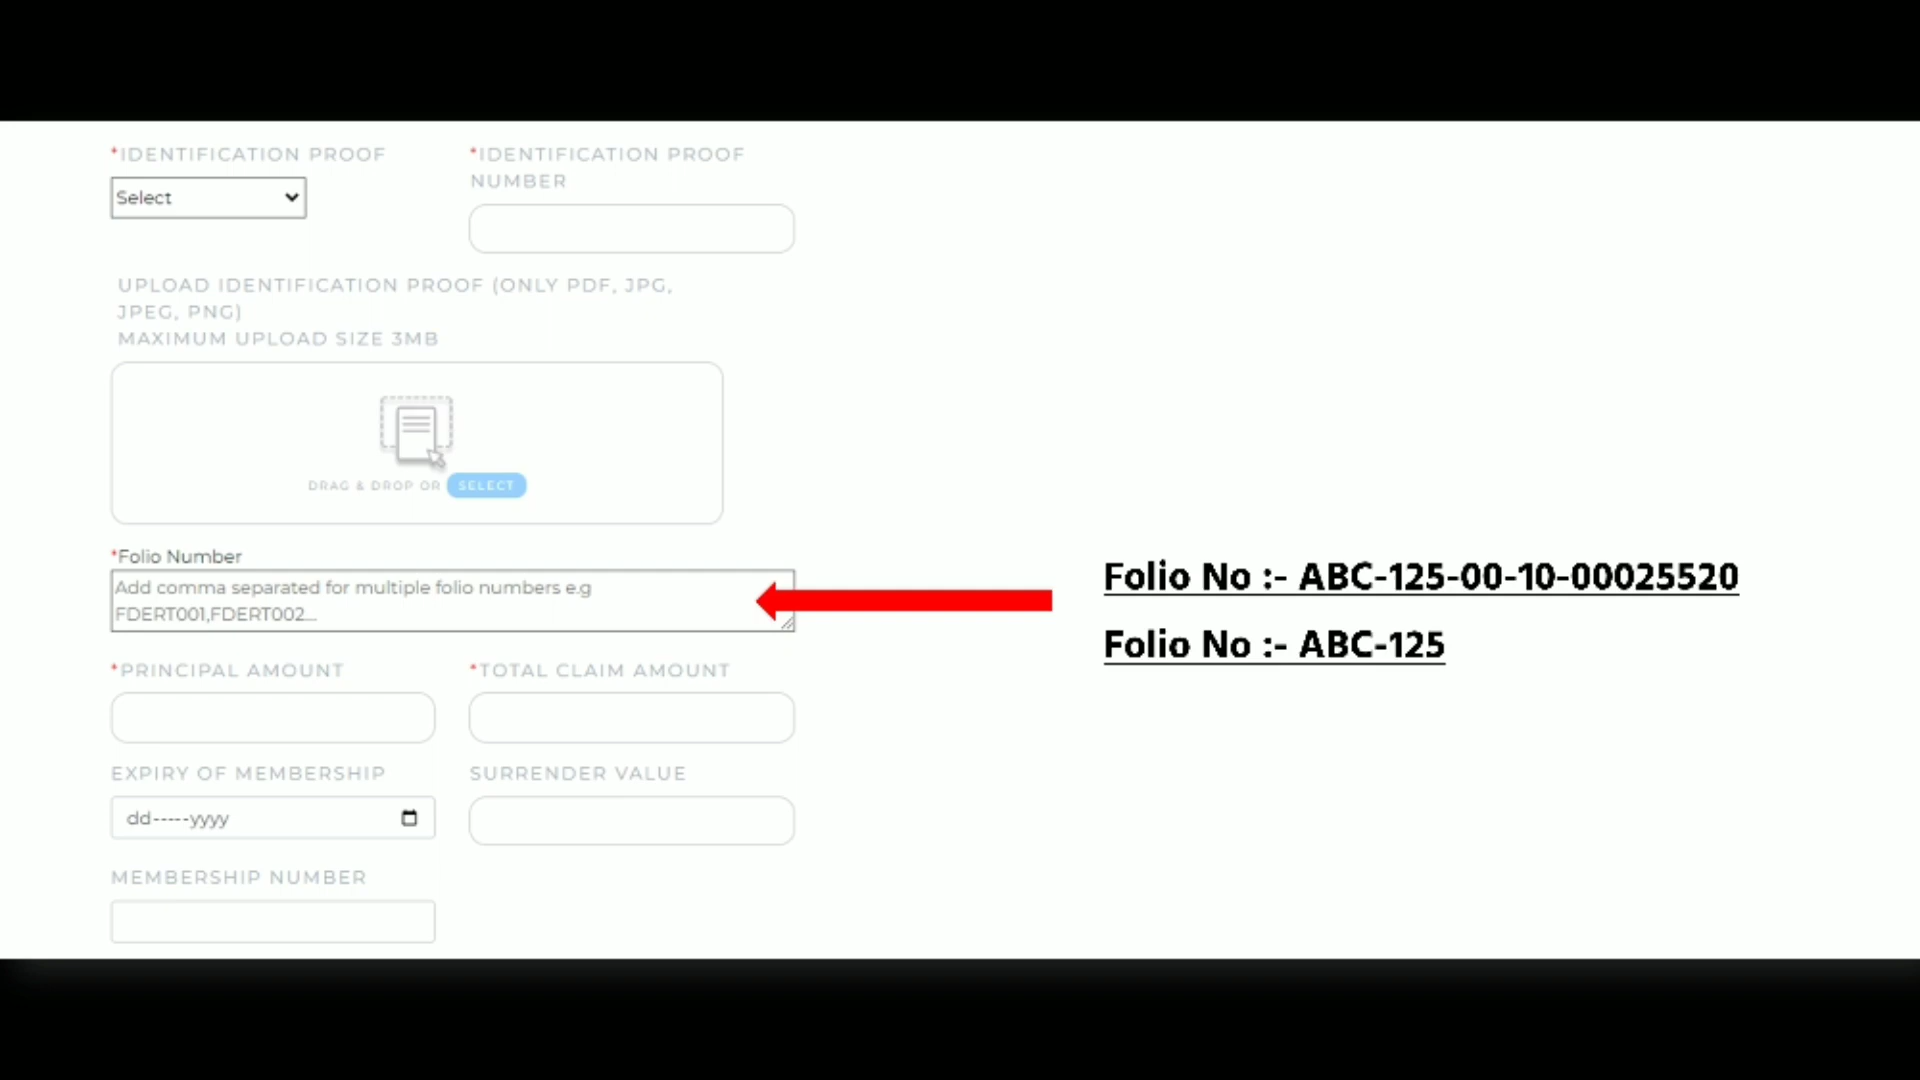 *IDENTIFICATION PROOF
Select
*IDENTIFICATION PROOF
NUMBER
UPLOAD IDENTIFICATION PROOF (ONLY PDF, JPG,
JPEG, PNG)
MAXIMUM UPLOAD SIZE 3MB
DRAG & DROP OR SELECT
*Folio Number
Add comma separated for multiple folio numbers e.g
FDERT001,FDERT002...
Folio No :- ABC-125-00-10-00025520
Folio No :- ABC-125
*PRINCIPAL AMOUNT
*TOTAL CLAIM AMOUNT
EXPIRY OF MEMBERSHIP
dd-----yyyy
SURRENDER VALUE
MEMBERSHIP NUMBER